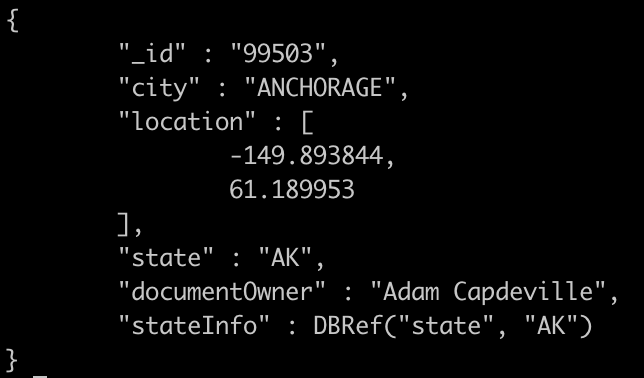 {
"_id" : "99503",
"city" : "ANCHORAGE",
"location" : [
-149.893844,
61.189953
],
"state" : "AK",
"documentOwner" : "Adam Capdeville",
"stateInfo" : DBRef("state", "AK")
}